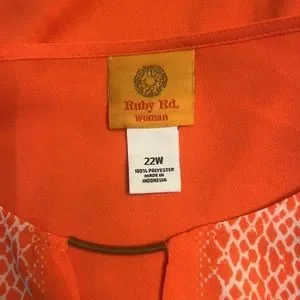 Ruby Rd.
woman
22W
100% POLYESTER
MADE IN
INDONESIA